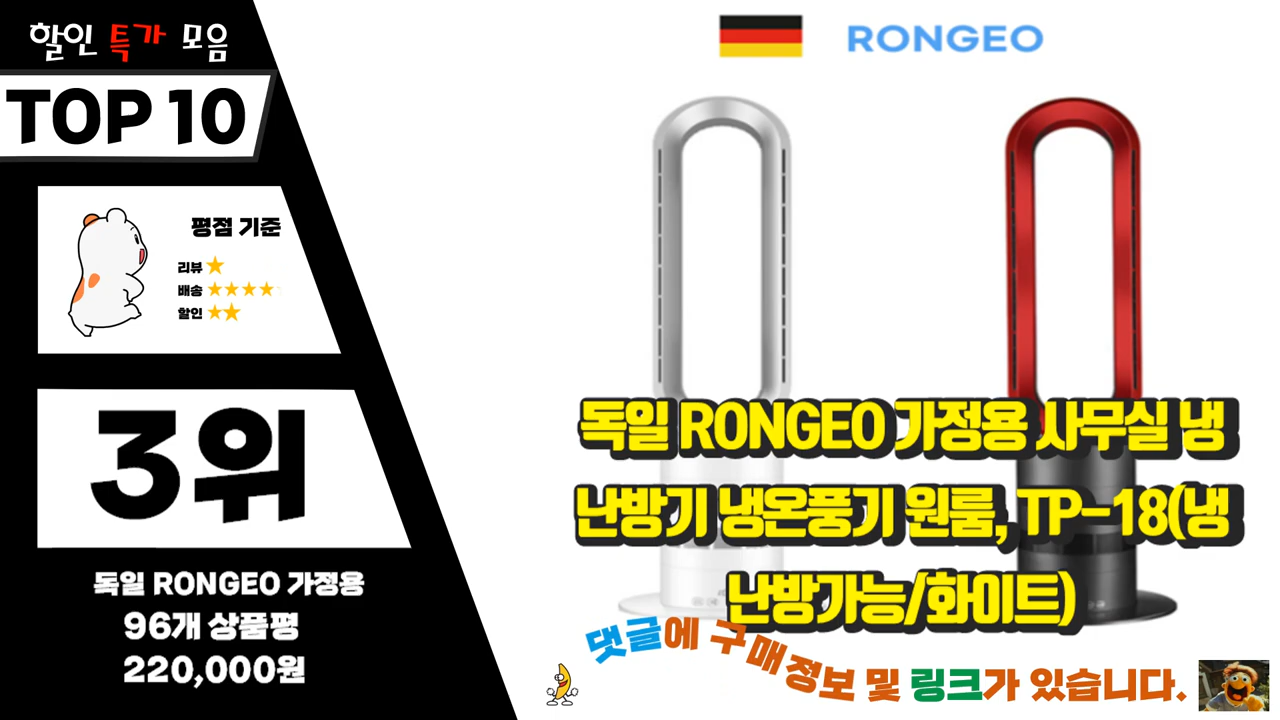 할인 특가 모음
TOP 10
평점 기준
리뷰 ★
배송 ★★★★
할인 ★★
3위
독일 RONGEO 가정용
96개 상품평
220,000원
RONGEO
독일 RONGEO 가정용 사무실 냉
난방기 냉온풍기 원룸, TP-18(냉
난방가능/화이트)
댓글에 구매정보 및 링크가 있습니다.